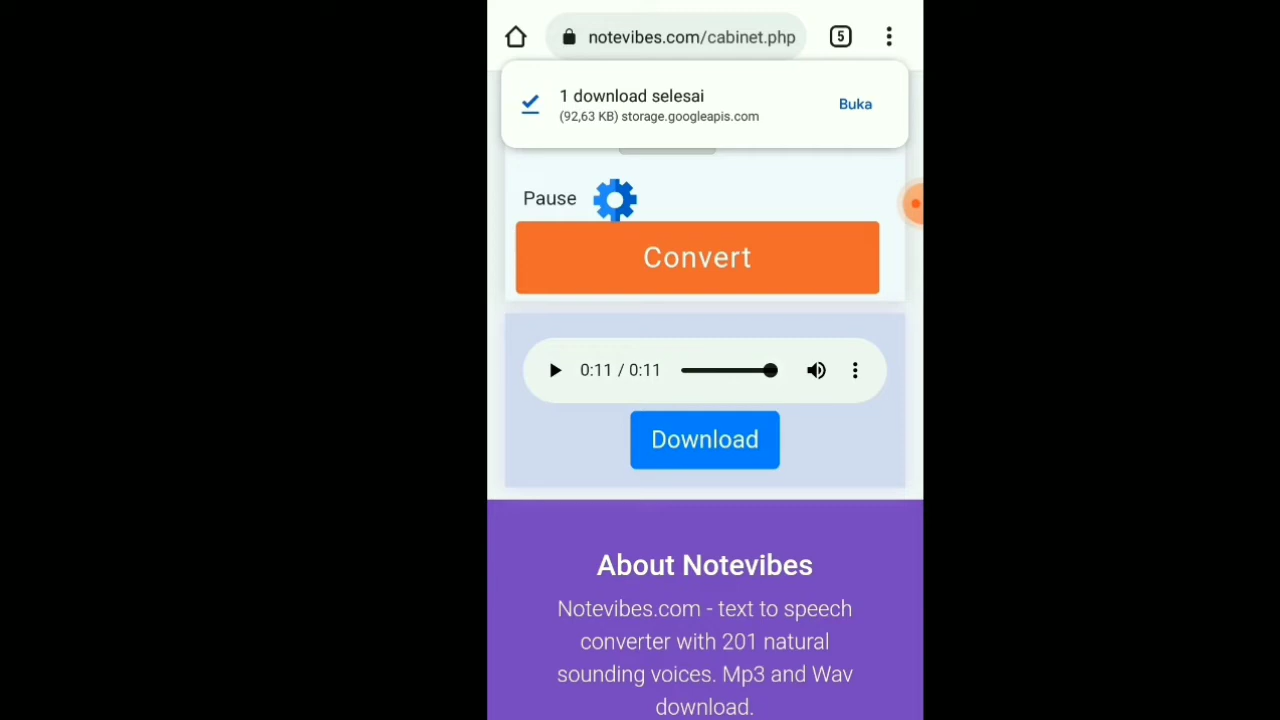 notevibes.com/cabinet.php
5
1 download selesai
Buka
(92,63 KB) storage.googleapis.com
Pause
Convert
0:11 / 0:11
Download
About Notevibes
Notevibes.com - text to speech
converter with 201 natural
sounding voices. Mp3 and Wav
download.